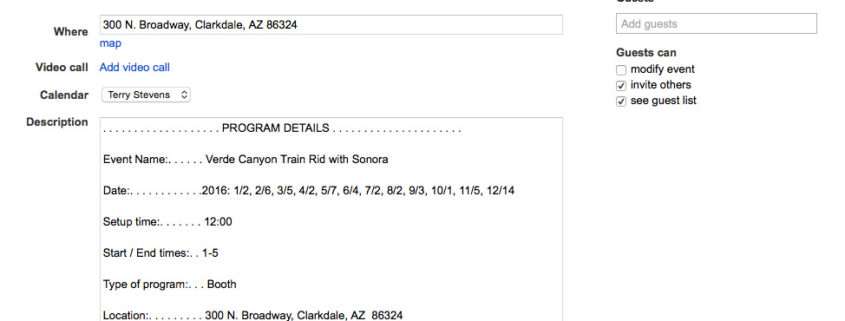 Guests
Where
300 N. Broadway, Clarkdale, AZ 86324
map
Add guests
Guests can
modify event
invite others
see guest list
Video call Add video call
Calendar Terry Stevens
Description
. . . . . . . . . . . . . . . . . . . PROGRAM DETAILS . . . . . . . . . . . . . . . . . . . . .
Event Name:. . . . . . Verde Canyon Train Rid with Sonora
Date:. . . . . . . . . . . .2016: 1/2, 2/6, 3/5, 4/2, 5/7, 6/4, 7/2, 8/2, 9/3, 10/1, 11/5, 12/14
Setup time:. . . . . . . 12:00
Start / End times:. . 1-5
Type of program:. . . Booth
Location:. . . . . . . . . 300 N. Broadway, Clarkdale, AZ 86324